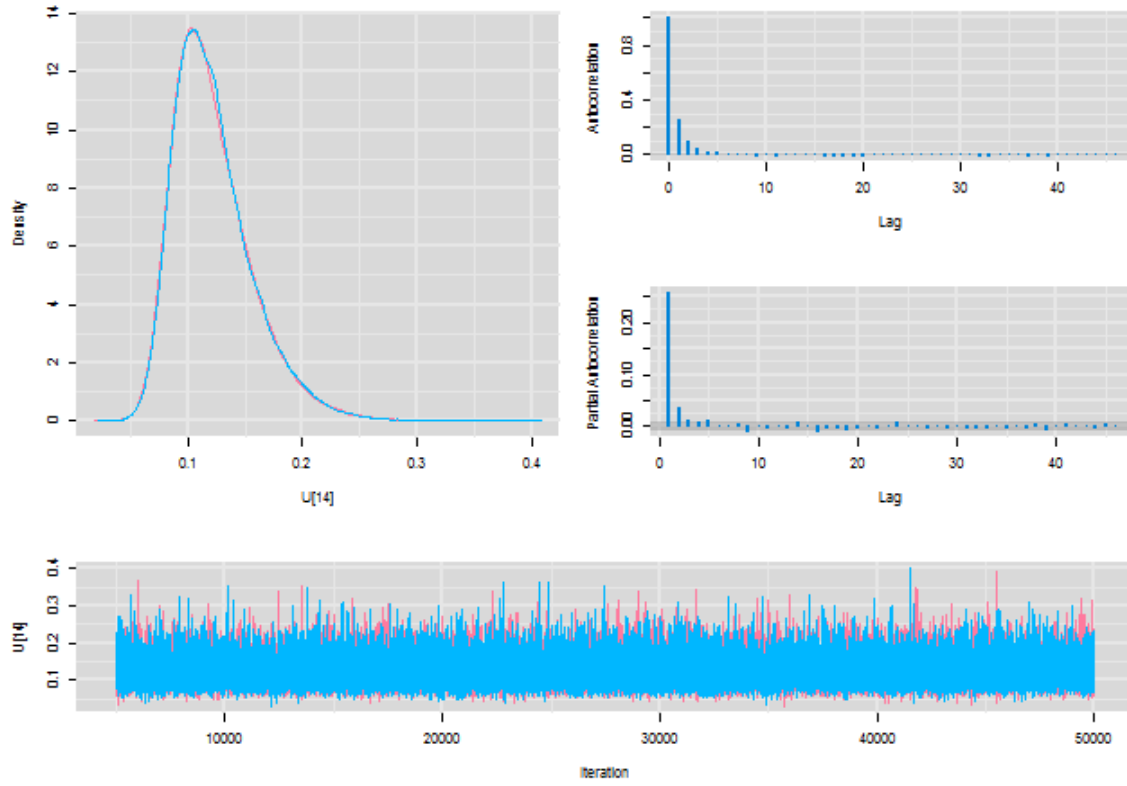 14
12
10
8
6
4
2
0
Density
0.1 0.2 0.3 0.4
U[14]
0.8
0.4
0.0
Autocorrelation
0 10 20 30 40
Lag
0.20
0.10
0.00
Partial Autocorrelation
0 10 20 30 40
Lag
0.4
0.3
0.2
0.1
U[14]
10000 20000 30000 40000 50000
Iteration